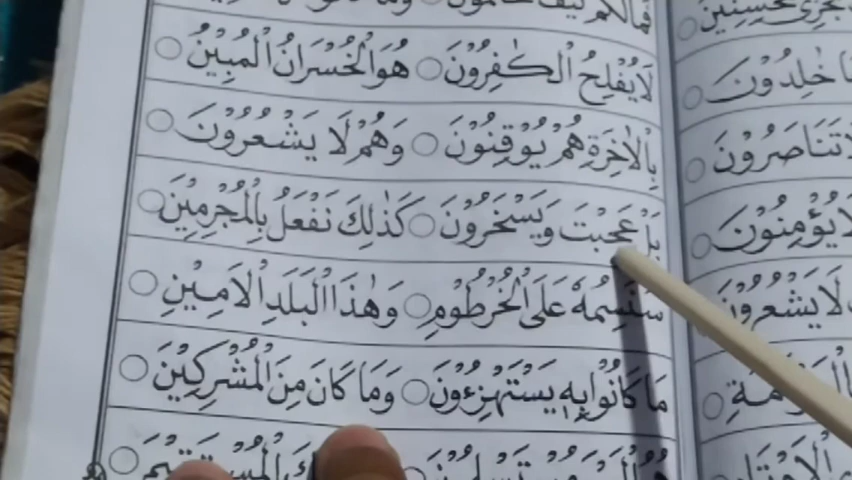 لَا يُفْلِحُ الْكٰفِرُوْنَ ○ هُوَ الْخُسْرَانُ الْمُبِيْنُ ○
بِالْاٰخِرَةِ هُمْ يُوْقِنُوْنَ ○ وَهُمْ لَا يَشْعُرُوْنَ ○
بَلْ عَجِبْتَ وَيَسْخَرُوْنَ ○ كَذٰلِكَ نَفْعَلُ بِالْمُجْرِمِيْنَ ○
سَنَسِمُهٗ عَلَى الْخُرْطُوْمِ ○ وَهٰذَا الْبَلَدِ الْاَمِيْنِ ○
مَا كَانُوْا بِهٖ يَسْتَهْزِءُوْنَ ○ وَمَا كَانَ مِنَ الْمُشْرِكِيْنَ ○
خٰلِدُوْنَ
تَنَاصَرُوْنَ
يُؤْمِنُوْنَ
لَا يَشْعُرُوْنَ